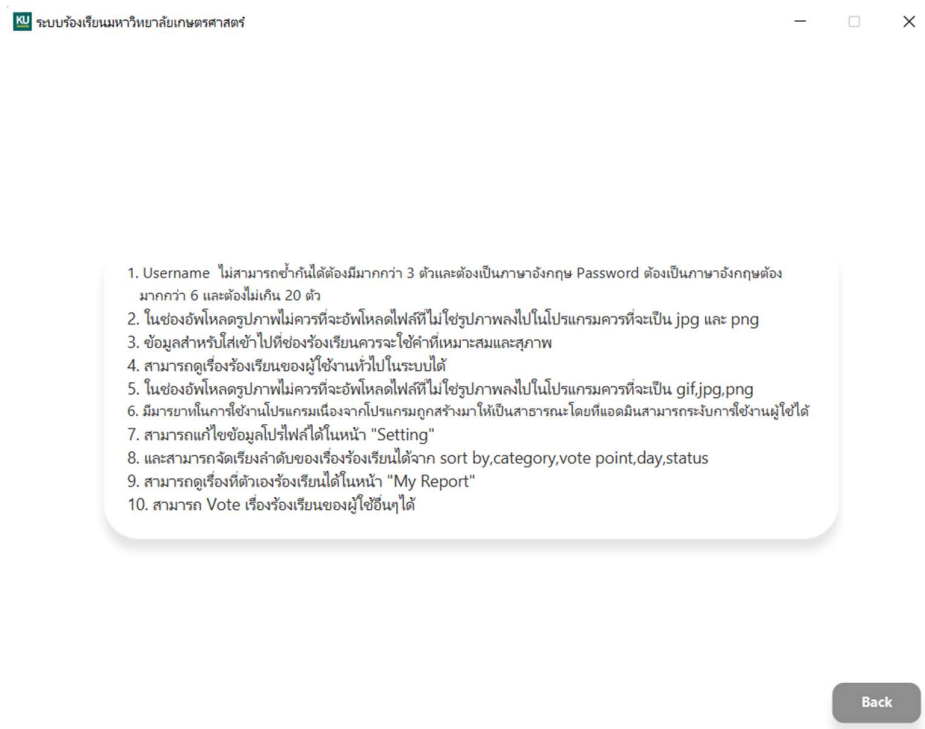 KU ระบบร้องเรียนมหาวิทยาลัยเกษตรศาสตร์
1. Username ไม่สามารถซ้ำกันได้ต้องมีมากกว่า 3 ตัวและต้องเป็นภาษาอังกฤษ Password ต้องเป็นภาษาอังกฤษต้อง
มากกว่า 6 และต้องไม่เกิน 20 ตัว
2. ในช่องอัพโหลดรูปภาพไม่ควรที่จะอัพโหลดไฟล์ที่ไม่ใช่รูปภาพลงไปในโปรแกรมควรที่จะเป็น jpg และ png
3. ข้อมูลสำหรับใส่เข้าไปที่ช่องร้องเรียนควรจะใช้คำที่เหมาะสมและสุภาพ
4. สามารถดูเรื่องร้องเรียนของผู้ใช้งานทั่วไปในระบบได้
5. ในช่องอัพโหลดรูปภาพไม่ควรที่จะอัพโหลดไฟล์ที่ไม่ใช่รูปภาพลงไปในโปรแกรมควรที่จะเป็น gif,jpg,png
6. มีมารยาทในการใช้งานโปรแกรมเนื่องจากโปรแกรมถูกสร้างมาให้เป็นสาธารณะโดยที่แอดมินสามารถระงับการใช้งานผู้ใช้ได้
7. สามารถแก้ไขข้อมูลโปรไฟล์ได้ในหน้า "Setting"
8. และสามารถจัดเรียงลำดับของเรื่องร้องเรียนได้จาก sort by,category,vote point,day,status
9. สามารถดูเรื่องที่ตัวเองร้องเรียนได้ในหน้า "My Report"
10. สามารถ Vote เรื่องร้องเรียนของผู้ใช้อื่นๆได้
Back